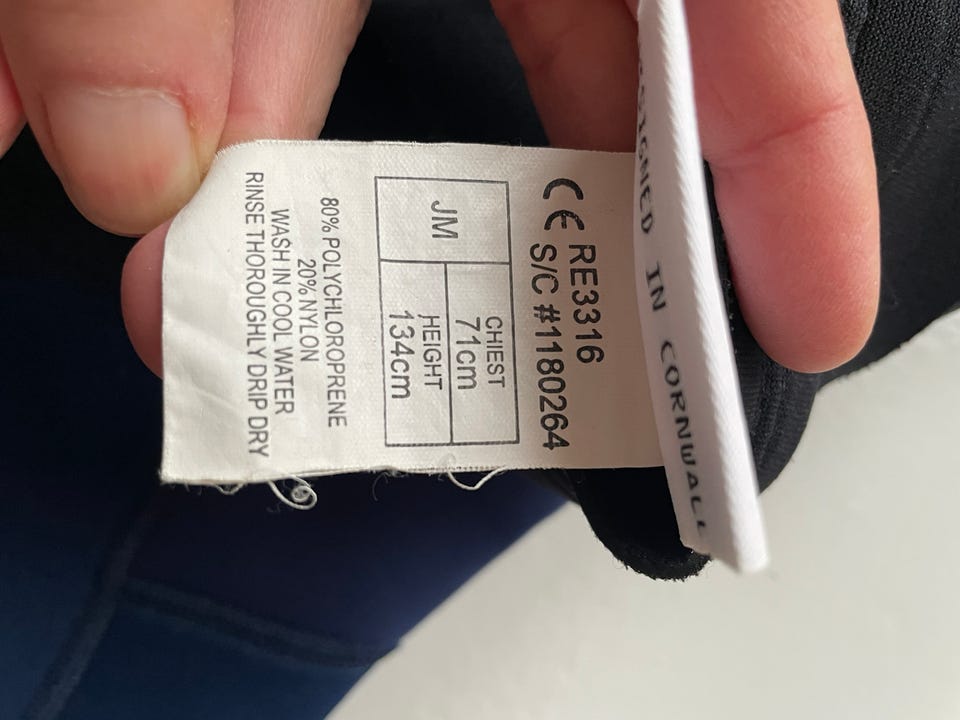 CE RE3316
S/C #1180264
JM
CHIEST
71cm
HEIGHT
134cm
80% POLYCHLOROPRENE
20% NYLON
WASH IN COOL WATER
RINSE THOROUGHLY DRIP DRY
IN CORNWALL